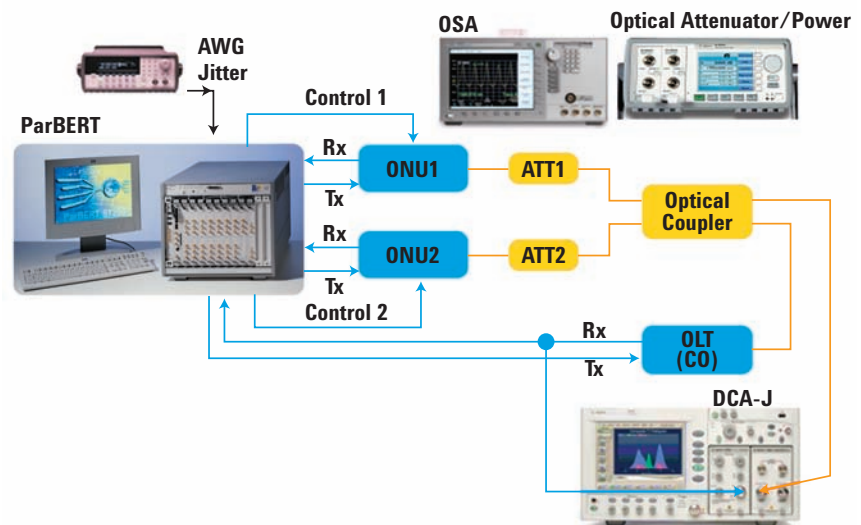 OSA
Optical Attenuator/Power
AWG
Jitter
Control 1
ParBERT
Rx
ONU1
ATT1
Tx
Optical
Coupler
Rx
ONU2
ATT2
Tx
Control 2
Rx
OLT
(CO)
Tx
DCA-J